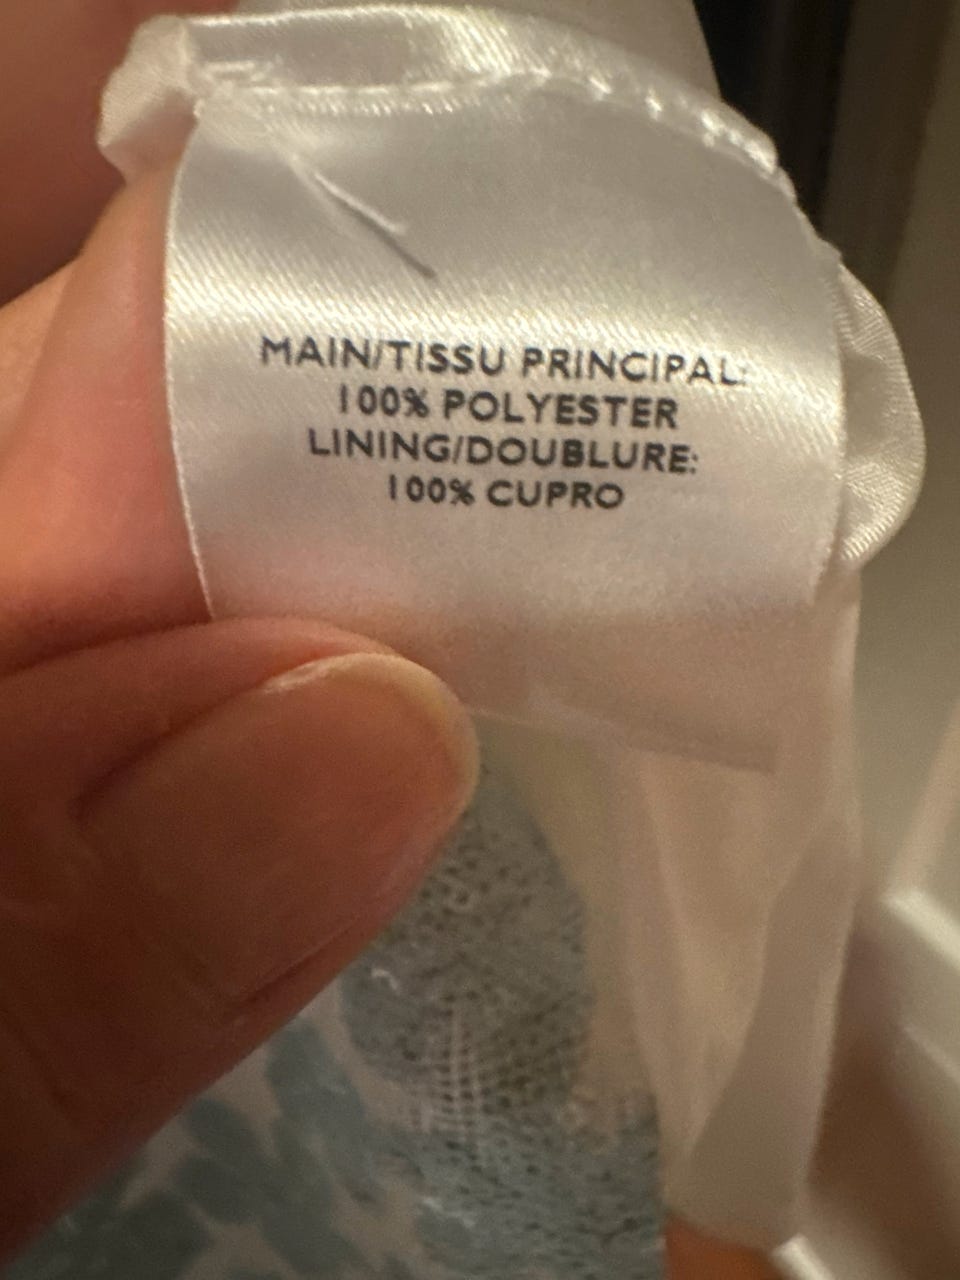 MAIN/TISSU PRINCIPAL:
100% POLYESTER
LINING/DOUBLURE:
100% CUPRO